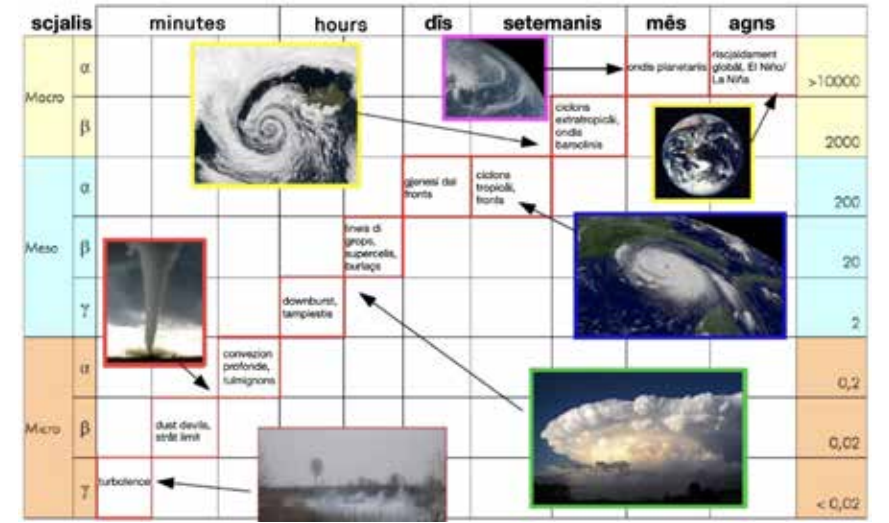 scjalis minutes hours dîs setemanis mês agns
Macro
α
ondis planetariis
riscjaldament
globâl, El Niño/
La Niña
>10000
β
ciclons
extratropicâi,
ondis
baroclinis
2000
Meso
α
gjenesi dai
fronts
ciclons
tropicâi,
fronts
200
β
lineis di
grops,
supercelis,
burlaçs
20
γ
downburst,
tampiestis
2
Micro
α
convezion
profonde,
fulmignons
0,2
β
dust devils,
strât limit
0,02
γ
turbolence
< 0,02